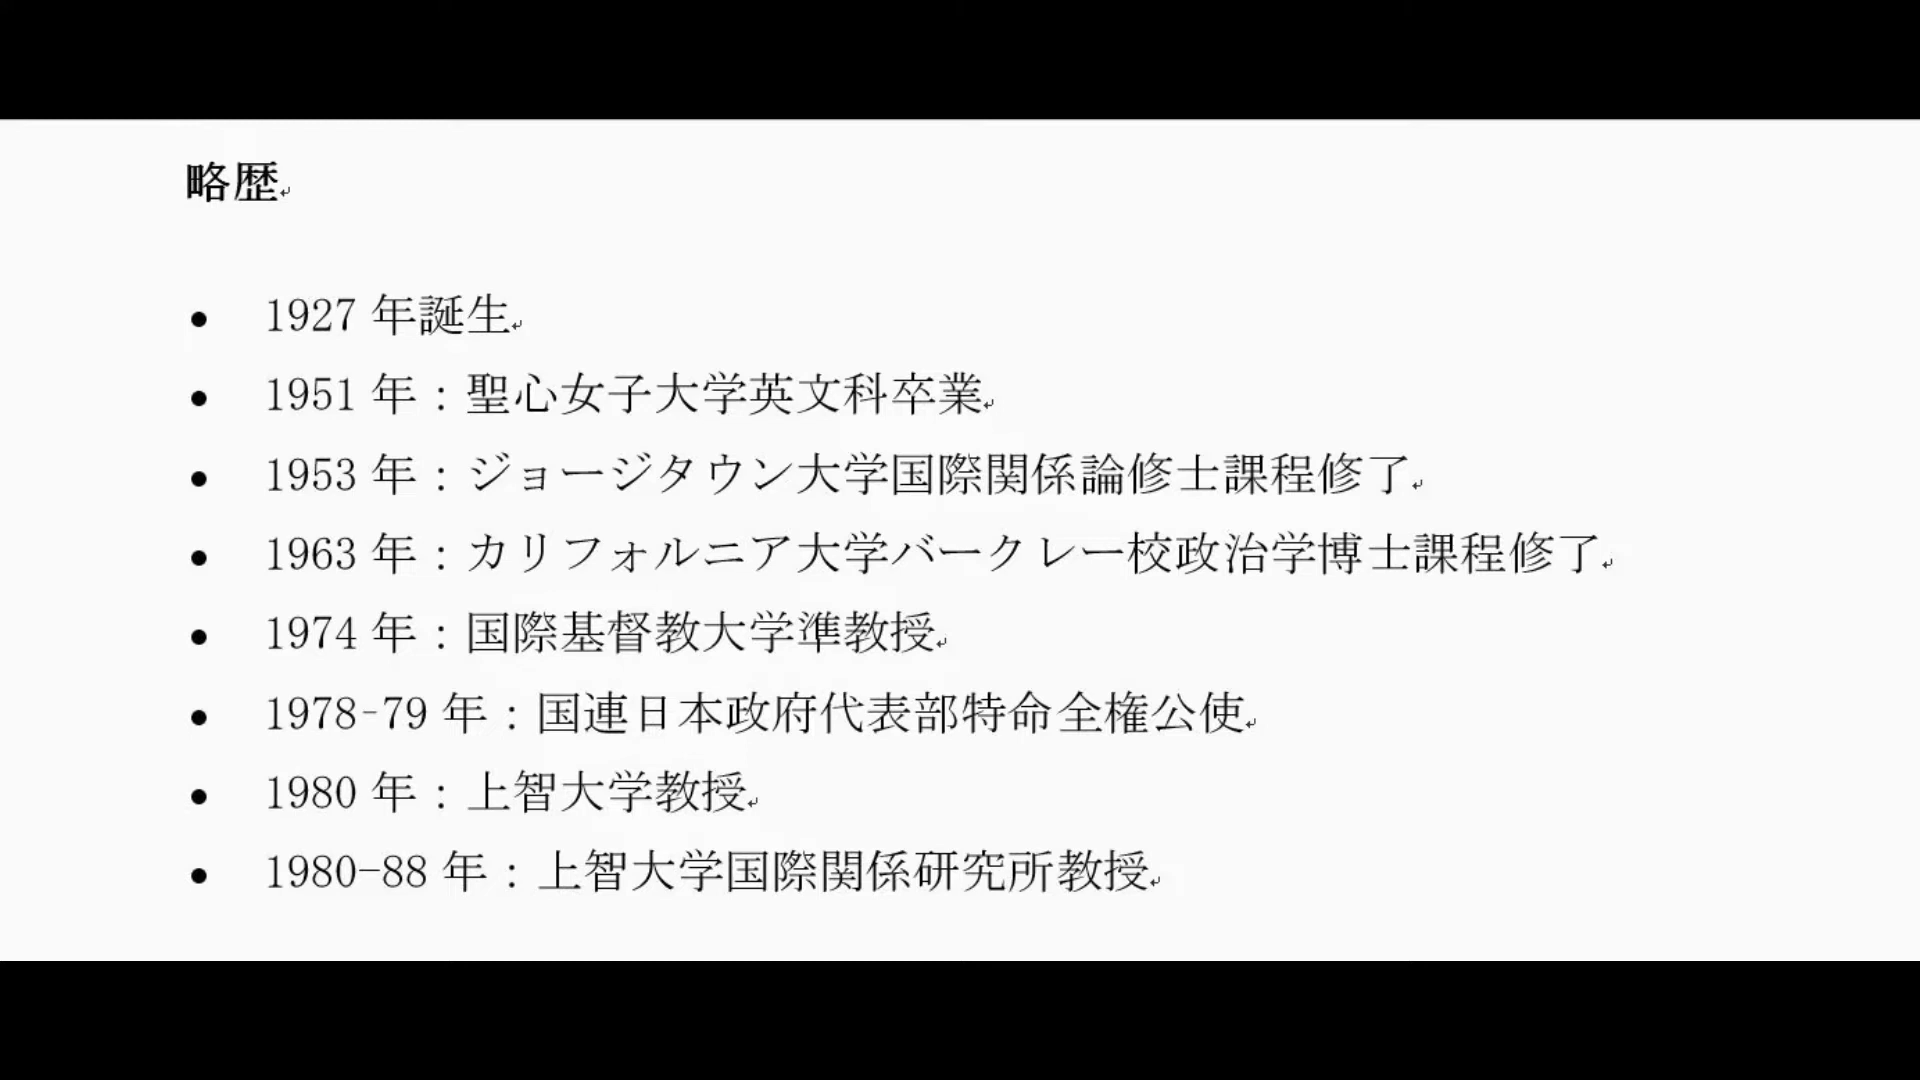 略歴
● 1927 年誕生
● 1951 年：聖心女子大学英文科卒業
● 1953 年：ジョージタウン大学国際関係論修士課程修了
● 1963 年：カリフォルニア大学バークレー校政治学博士課程修了
● 1974 年：国際基督教大学準教授
● 1978-79 年：国連日本政府代表部特命全権公使
● 1980 年：上智大学教授
● 1980−88 年：上智大学国際関係研究所教授